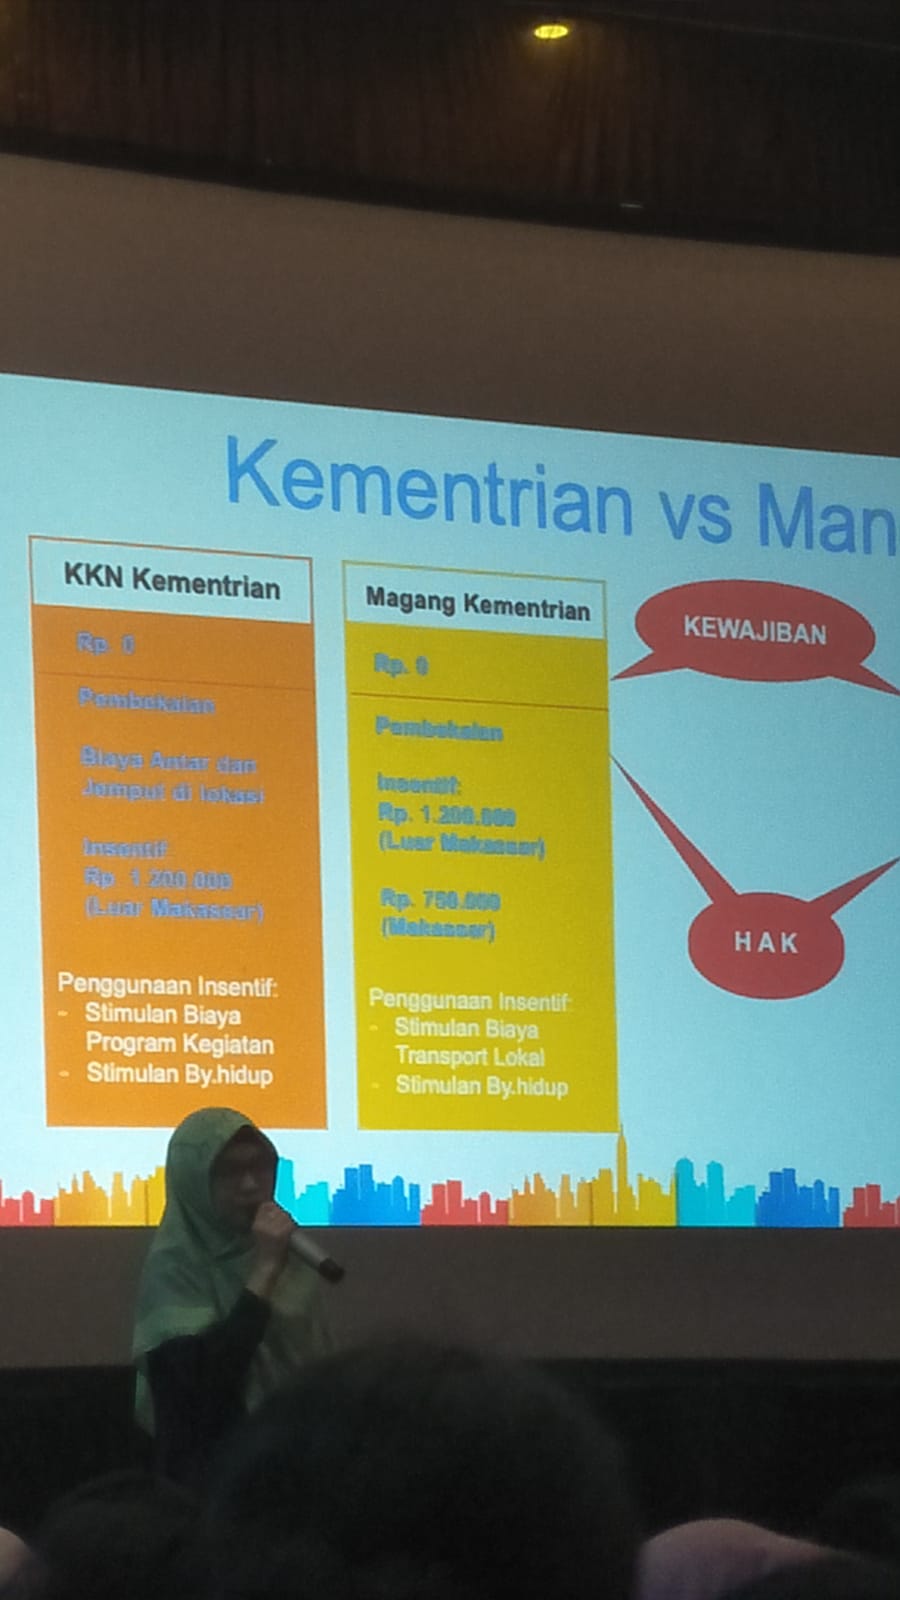 Kementrian vs Man
KKN Kementrian
Rp. 0
Pembekalan
Biaya Antar dan
Jemput di lokasi
Insentif:
Rp. 1.200.000
(Luar Makassar)
Penggunaan Insentif:
- Stimulan Biaya
Program Kegiatan
- Stimulan By.hidup
Magang Kementrian
Rp. 0
Pembekalan
Insentif:
Rp. 1.200.000
(Luar Makassar)
Rp. 750.000
(Makassar)
Penggunaan Insentif:
- Stimulan Biaya
Transport Lokal
- Stimulan By.hidup
KEWAJIBAN
HAK